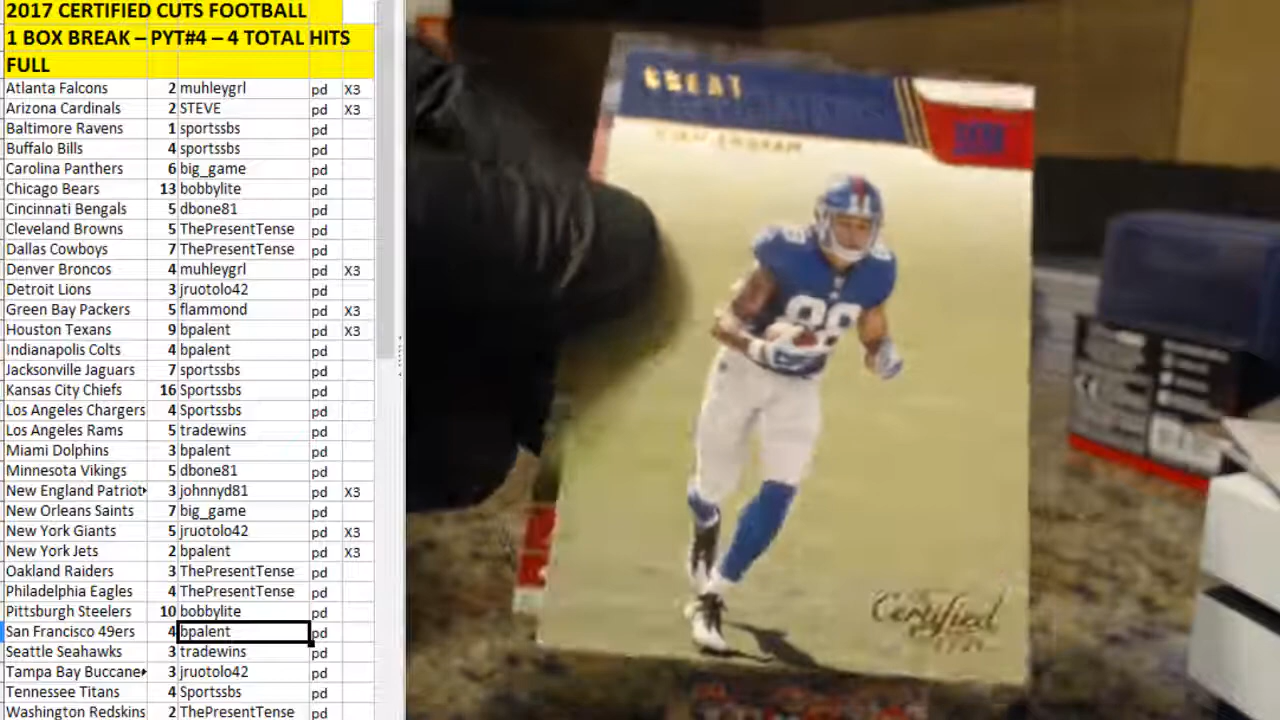 2017 CERTIFIED CUTS FOOTBALL
1 BOX BREAK – PYT#4 – 4 TOTAL HITS
FULL
Atlanta Falcons 2 muhleygrl pd X3
Arizona Cardinals 2 STEVE pd X3
Baltimore Ravens 1 sportssbs pd
Buffalo Bills 4 sportssbs pd
Carolina Panthers 6 big_game pd
Chicago Bears 13 bobbylite pd
Cincinnati Bengals 5 dbone81 pd
Cleveland Browns 5 ThePresentTense pd
Dallas Cowboys 7 ThePresentTense pd
Denver Broncos 4 muhleygrl pd X3
Detroit Lions 3 jruotolo42 pd
Green Bay Packers 5 flammond pd X3
Houston Texans 9 bpalent pd X3
Indianapolis Colts 4 bpalent pd
Jacksonville Jaguars 7 sportssbs pd
Kansas City Chiefs 16 Sportssbs pd
Los Angeles Chargers 4 Sportssbs pd
Los Angeles Rams 5 tradewins pd
Miami Dolphins 3 bpalent pd
Minnesota Vikings 5 dbone81 pd
New England Patriot 3 johnnyd81 pd X3
New Orleans Saints 7 big_game pd
New York Giants 5 jruotolo42 pd X3
New York Jets 2 bpalent pd X3
Oakland Raiders 3 ThePresentTense pd
Philadelphia Eagles 4 ThePresentTense pd
Pittsburgh Steelers 10 bobbylite pd
San Francisco 49ers 4 bpalent pd
Seattle Seahawks 3 tradewins pd
Tampa Bay Buccane 3 jruotolo42 pd
Tennessee Titans 4 Sportssbs pd
Washington Redskins 2 ThePresentTense pd
GREAT
ENGRAM
88
Certified